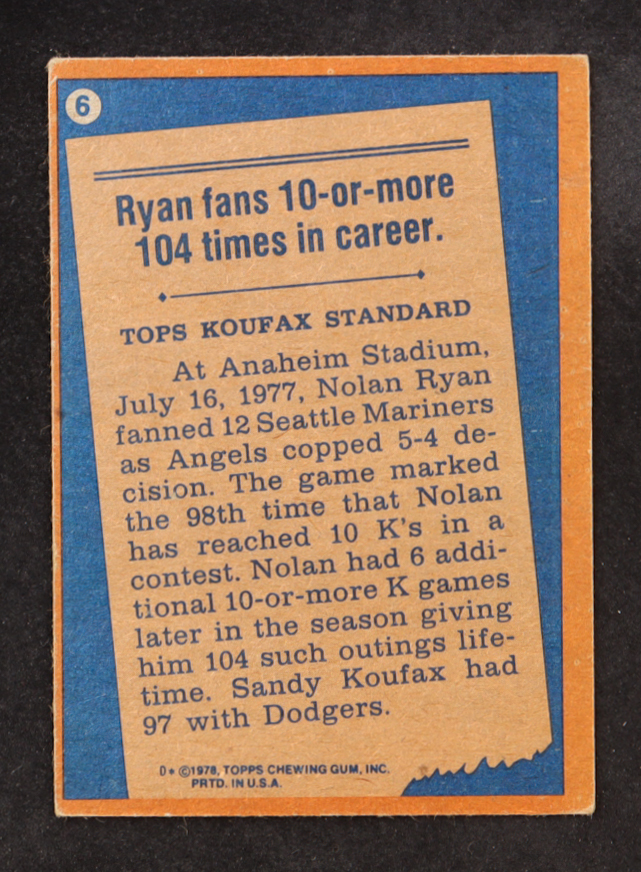 6
Ryan fans 10-or-more
104 times in career.
TOPS KOUFAX STANDARD
At Anaheim Stadium,
July 16, 1977, Nolan Ryan
fanned 12 Seattle Mariners
as Angels copped 5-4 de-
cision. The game marked
the 98th time that Nolan
has reached 10 K's in a
contest. Nolan had 6 addi-
tional 10-or-more K games
later in the season giving
him 104 such outings life-
time. Sandy Koufax had
97 with Dodgers.
D* ©1978, TOPPS CHEWING GUM, INC.
PRTD. IN U.S.A.